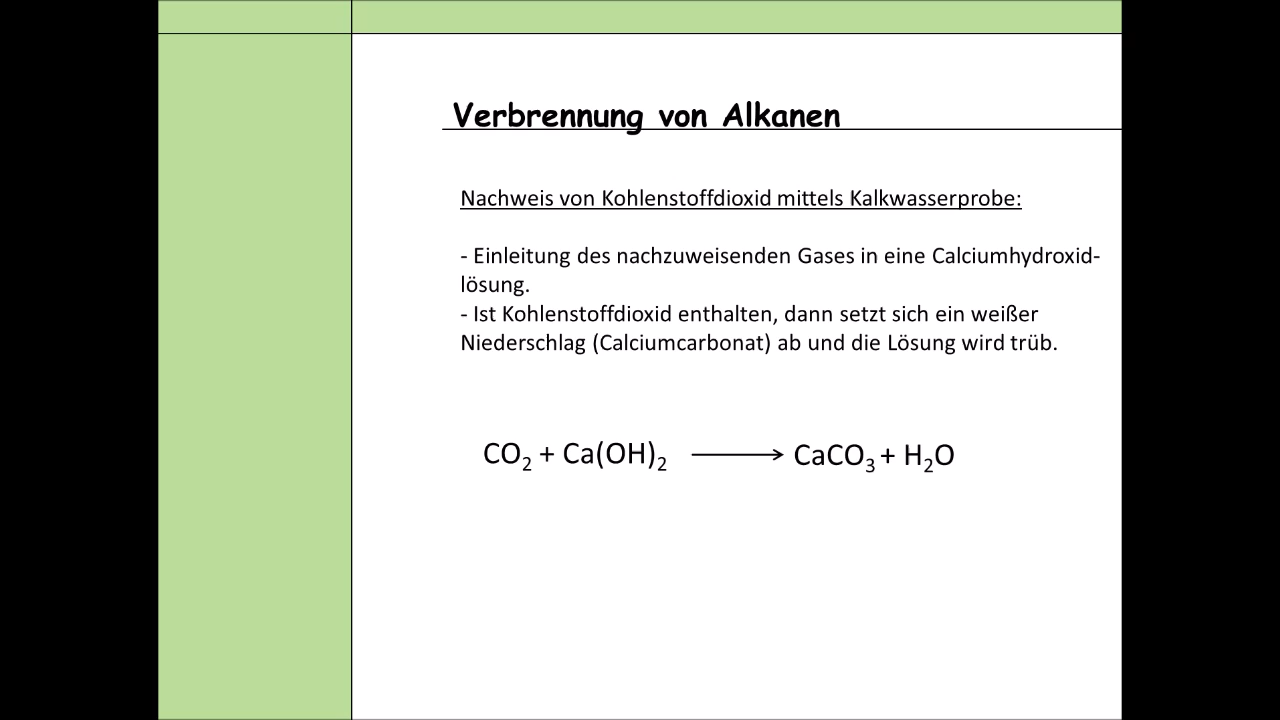 Verbrennung von Alkanen
Nachweis von Kohlenstoffdioxid mittels Kalkwasserprobe:
- Einleitung des nachzuweisenden Gases in eine Calciumhydroxid-
lösung.
- Ist Kohlenstoffdioxid enthalten, dann setzt sich ein weißer
Niederschlag (Calciumcarbonat) ab und die Lösung wird trüb.
CO₂ + Ca(OH)₂ ⟶ CaCO₃ + H₂O